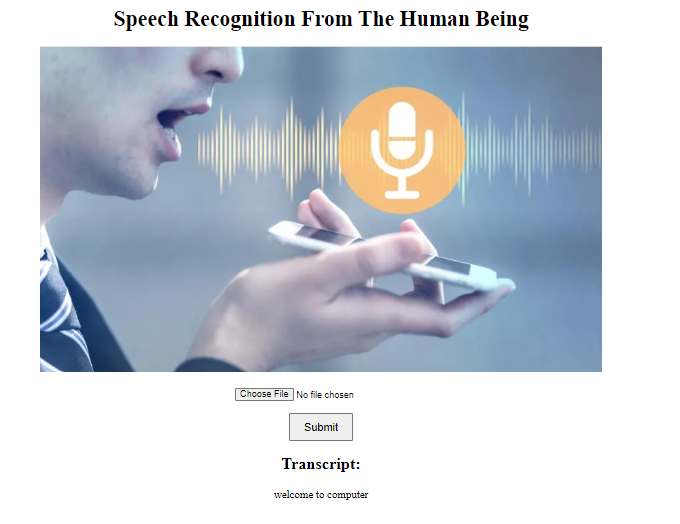 Speech Recognition From The Human Being
Choose File No file chosen
Submit
Transcript:
welcome to computer